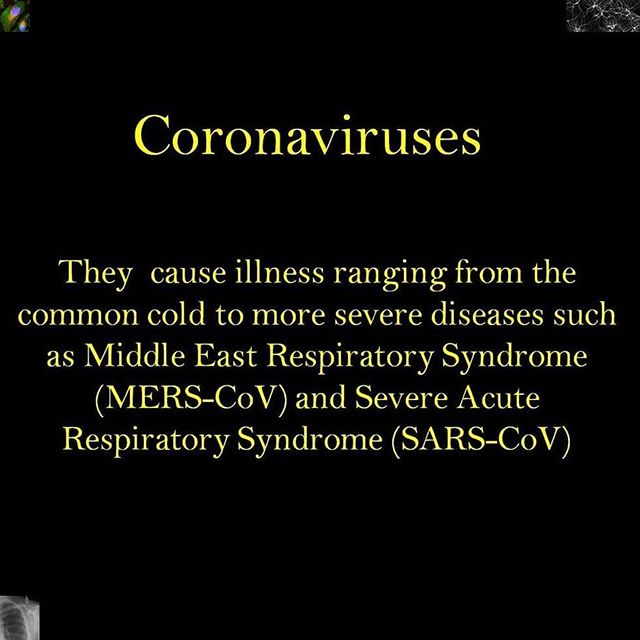 Coronaviruses
They  cause illness ranging from the
common cold to more severe diseases such
as Middle East Respiratory Syndrome
(MERS-CoV) and Severe Acute
Respiratory Syndrome (SARS-CoV)